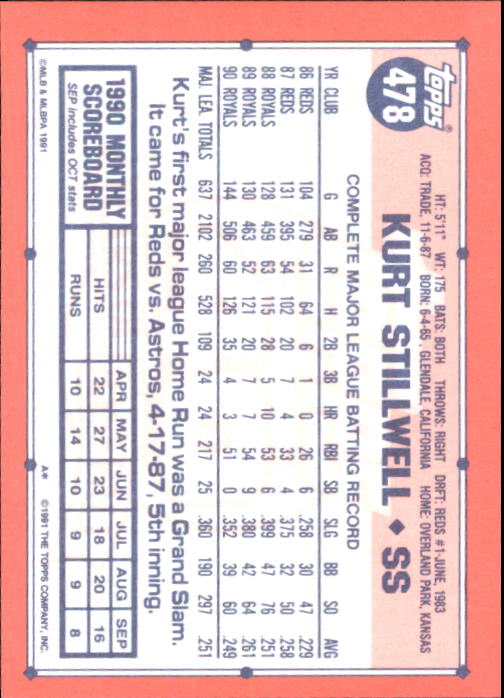 topps®
478
HT: 5'11" WT: 175 BATS: BOTH THROWS: RIGHT DRFT: REDS #1-JUNE, 1983
ACQ: TRADE, 11-6-87 BORN: 6-4-65, GLENDALE, CALIFORNIA HOME: OVERLAND PARK, KANSAS
KURT STILLWELL ◆ SS
COMPLETE MAJOR LEAGUE BATTING RECORD
YR CLUB G AB R H 2B 3B HR RBI SB SLG BB SO AVG
86 REDS 104 279 31 64 6 1 0 26 6 .258 30 47 .229
87 REDS 131 395 54 102 20 7 4 33 4 .375 32 50 .258
88 ROYALS 128 459 63 115 28 5 10 53 6 .399 47 76 .251
89 ROYALS 130 463 52 121 20 7 7 54 9 .380 42 64 .261
90 ROYALS 144 506 60 126 35 4 3 51 0 .352 39 60 .249
MAJ. LEA. TOTALS 637 2102 260 528 109 24 24 217 25 .360 190 297 .251
Kurt's first major league Home Run was a Grand Slam.
It came for Reds vs. Astros, 4-17-87, 5th inning.
1990 MONTHLY SCOREBOARD
SEP includes OCT stats
APR MAY JUN JUL AUG SEP
HITS 22 27 23 18 20 16
RUNS 10 14 10 9 9 8
©MLB & MLBPA 1991
A* ©1991 THE TOPPS COMPANY, INC.